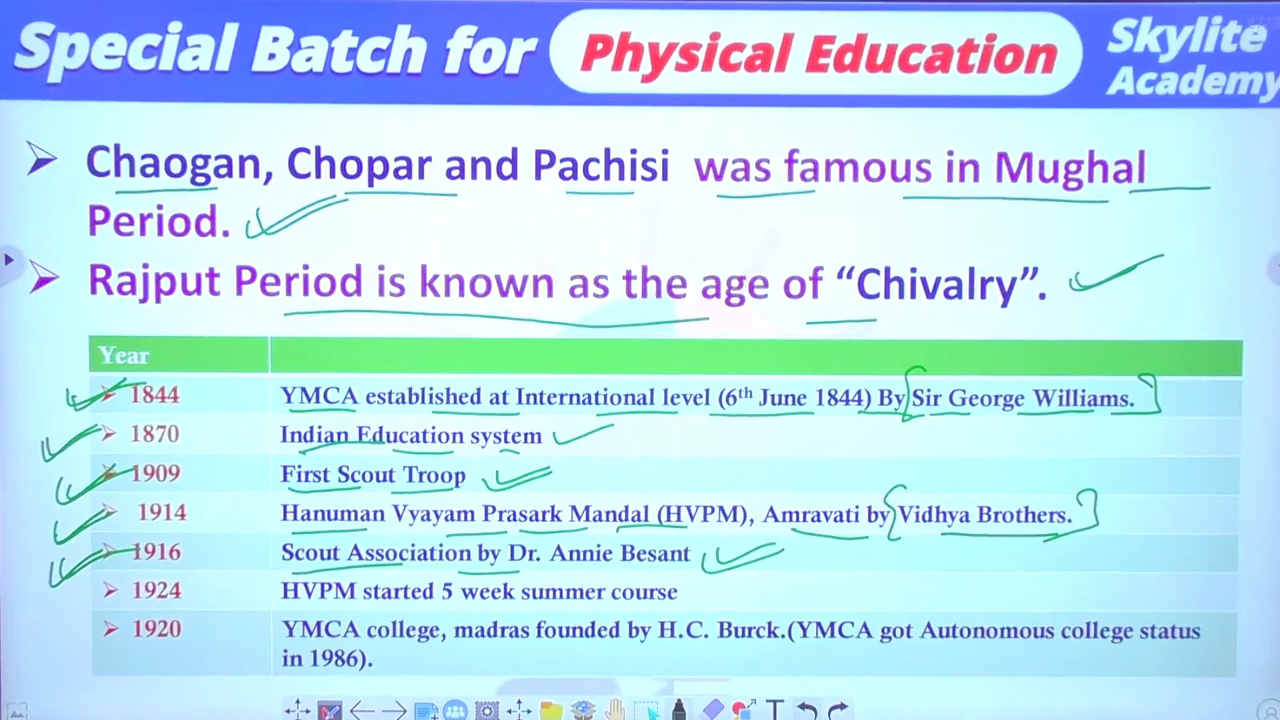 Special Batch for Physical Education Skylite
Academy
Chaogan, Chopar and Pachisi was famous in Mughal
Period.
Rajput Period is known as the age of “Chivalry”.
Year
1844 YMCA established at International level (6th June 1844) By Sir George Williams.
1870 Indian Education system
1909 First Scout Troop
1914 Hanuman Vyayam Prasark Mandal (HVPM), Amravati by Vidhya Brothers.
1916 Scout Association by Dr. Annie Besant
1924 HVPM started 5 week summer course
1920 YMCA college, madras founded by H.C. Burck.(YMCA got Autonomous college status
in 1986).